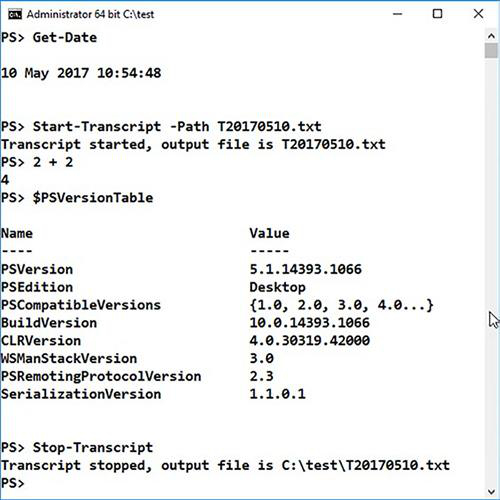 Administrator 64 bit C:\test
PS> Get-Date
10 May 2017 10:54:48
PS> Start-Transcript -Path T20170510.txt
Transcript started, output file is T20170510.txt
PS> 2 + 2
4
PS> $PSVersionTable
Name                           Value
----                           -----
PSVersion                      5.1.14393.1066
PSEdition                      Desktop
PSCompatibleVersions           {1.0, 2.0, 3.0, 4.0...}
BuildVersion                   10.0.14393.1066
CLRVersion                     4.0.30319.42000
WSManStackVersion              3.0
PSRemotingProtocolVersion      2.3
SerializationVersion           1.1.0.1
PS> Stop-Transcript
Transcript stopped, output file is C:\test\T20170510.txt
PS>